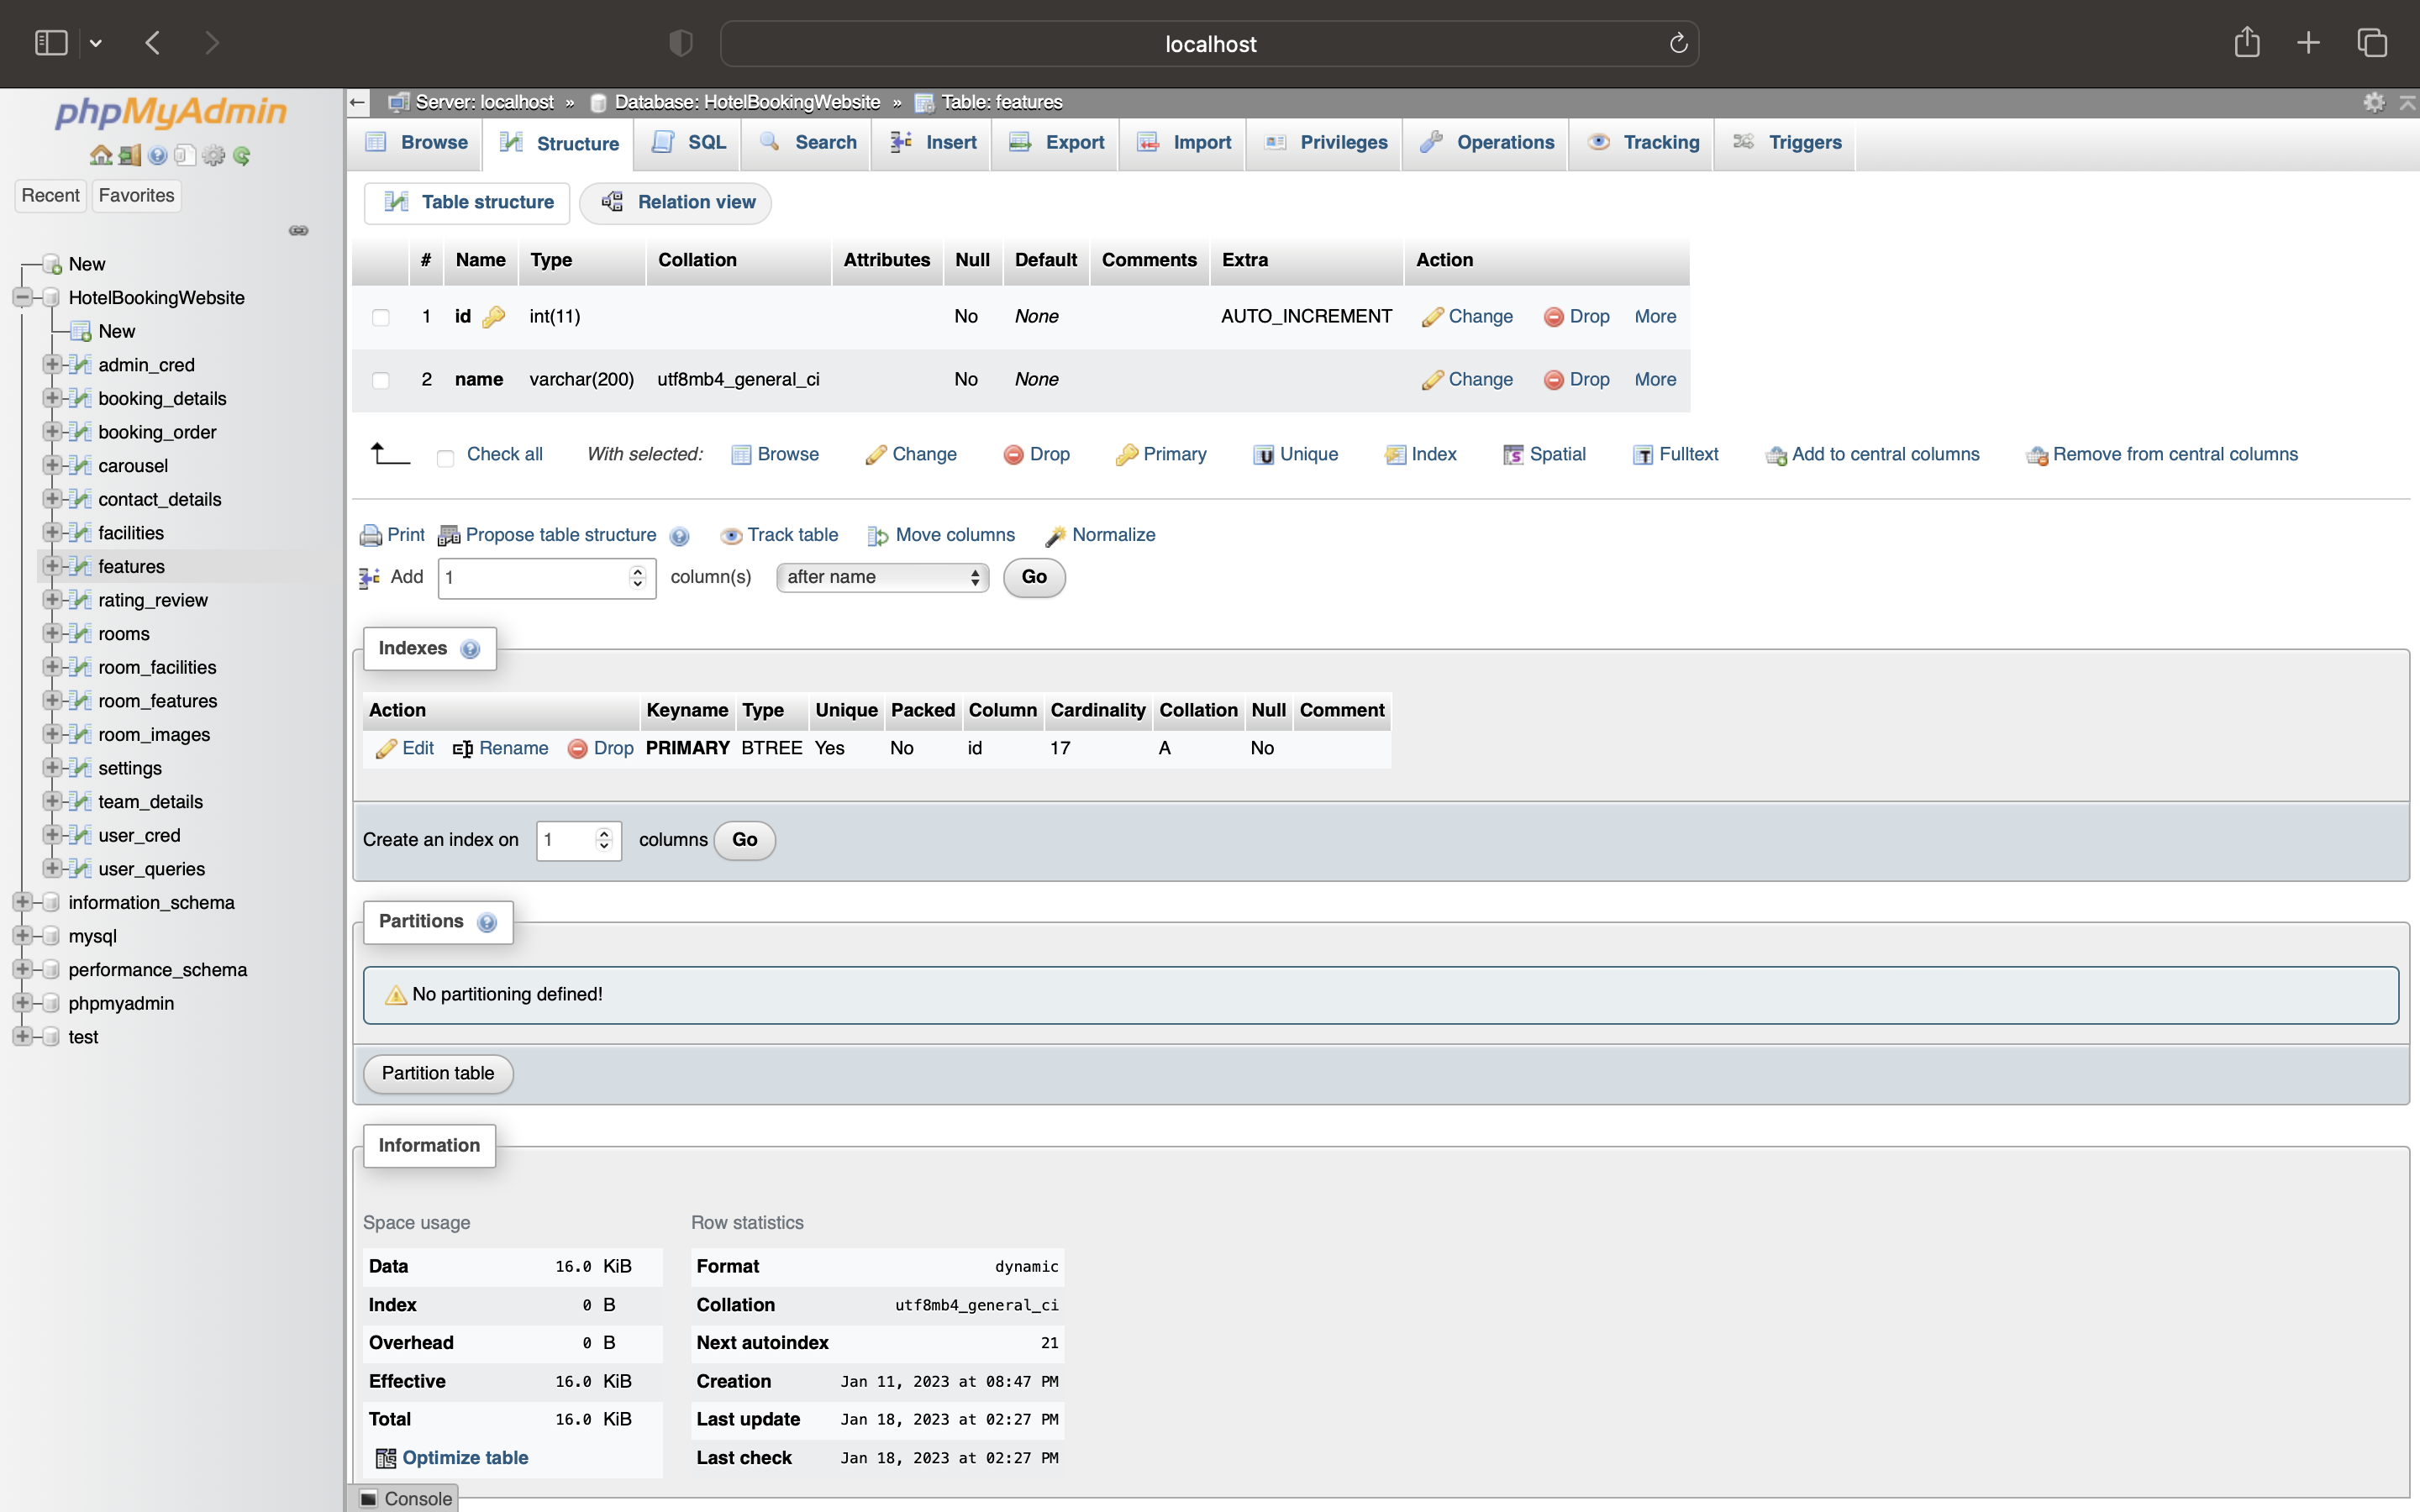 localhost
phpMyAdmin
Server: localhost » Database: HotelBookingWebsite » Table: features
Browse Structure SQL Search Insert Export Import Privileges Operations Tracking Triggers
Recent Favorites
Table structure Relation view
New
HotelBookingWebsite
New
admin_cred
booking_details
booking_order
carousel
contact_details
facilities
features
rating_review
rooms
room_facilities
room_features
room_images
settings
team_details
user_cred
user_queries
information_schema
mysql
performance_schema
phpmyadmin
test
# Name Type Collation Attributes Null Default Comments Extra Action
1 id int(11) No None AUTO_INCREMENT Change Drop More
2 name varchar(200) utf8mb4_general_ci No None Change Drop More
Check all With selected: Browse Change Drop Primary Unique Index Spatial Fulltext Add to central columns Remove from central columns
Print Propose table structure Track table Move columns Normalize
Add 1 column(s) after name Go
Indexes
Action Keyname Type Unique Packed Column Cardinality Collation Null Comment
Edit Rename Drop PRIMARY BTREE Yes No id 17 A No
Create an index on 1 columns Go
Partitions
No partitioning defined!
Partition table
Information
Space usage
Data 16.0 KiB
Index 0 B
Overhead 0 B
Effective 16.0 KiB
Total 16.0 KiB
Optimize table
Row statistics
Format dynamic
Collation utf8mb4_general_ci
Next autoindex 21
Creation Jan 11, 2023 at 08:47 PM
Last update Jan 18, 2023 at 02:27 PM
Last check Jan 18, 2023 at 02:27 PM
Console